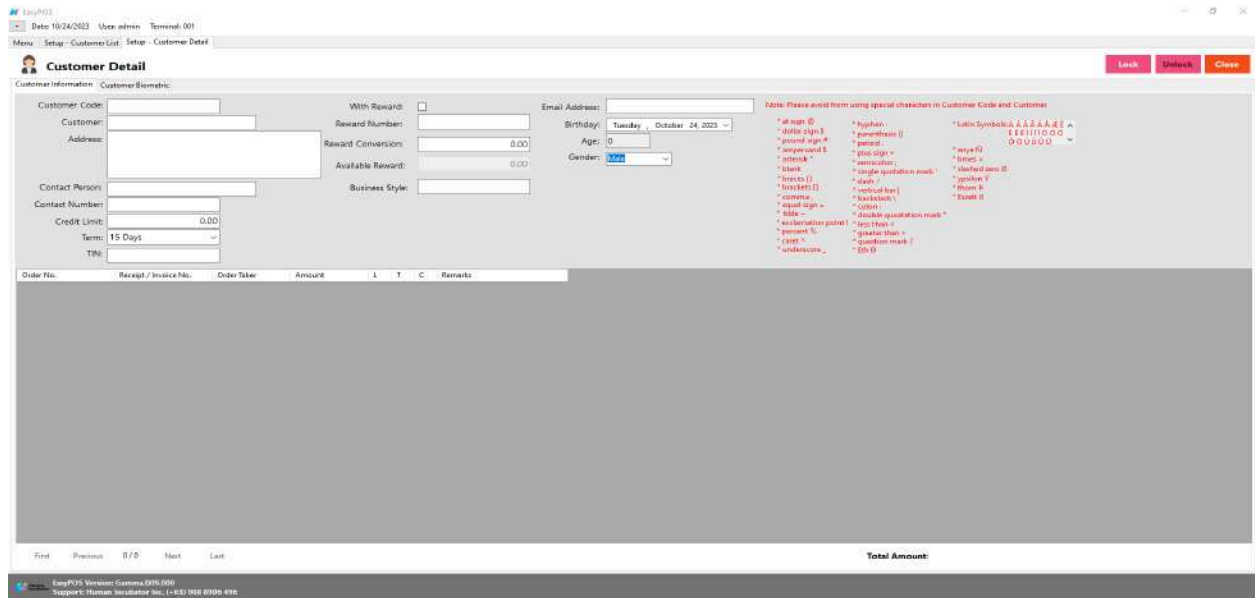 EasyPOS
Date: 10/24/2023 User: admin Terminal: 001
Menu Setup - Customer List Setup - Customer Detail
Customer Detail
Lock Unlock Close
Customer Information Customer Biometric
Customer Code: With Reward: Email Address:
Note: Please avoid from using special characters in Customer Code and Customer
Customer: Reward Number: Birthday: Tuesday , October 24, 2023
Address: Reward Conversion: 0.00 Age: 0
Available Reward: 0.00 Gender: Male
Contact Person: Business Style:
Contact Number:
Credit Limit: 0.00
Term: 15 Days
TIN:
* at sign @
* dollar sign $
* pound sign #
* ampersand
* asterisk *
* blank
* bracts {}
* brackets []
* comma ,
* equal sign =
* tilde ~
* exclamation point !
* percent %
* caret ^
* underscore _
* hyphen -
* parenthesis ()
* period .
* plus sign +
* semicolon ;
* single quotation mark '
* slash /
* vertical bar |
* backslash \
* colon :
* double quotation mark "
* less than <
* greater than >
* question mark ?
* Eth
* Latin Symbols:
* enye Ñ
* times
* slashed zero Ø
* ypsilon
* thorn
* Eszeth
Order No. Receipt / Invoice No. Order Taker Amount L T C Remarks
First Previous 0 / 0 Next Last
Total Amount:
EasyPOS Version: Gamma.009.000
Support: Human Incubator Inc. (+63) 908 8906 496